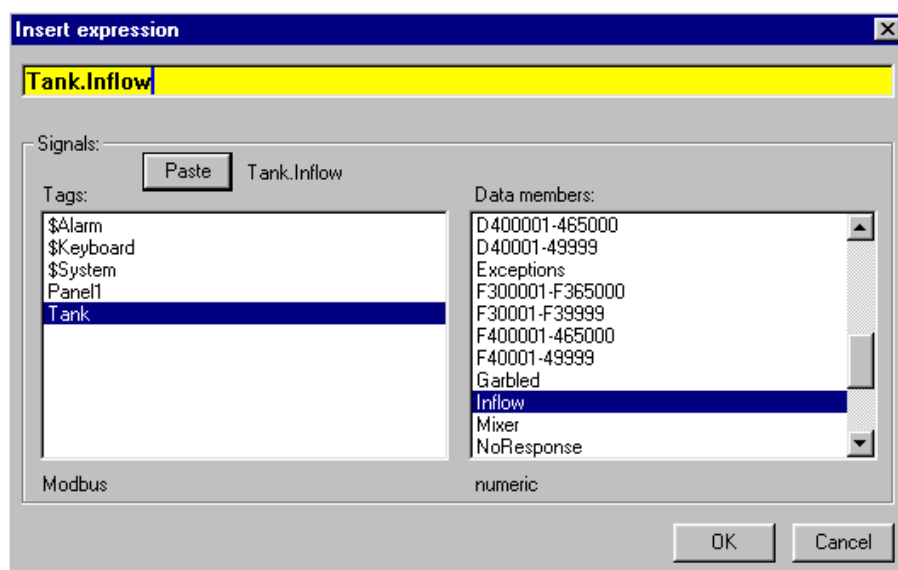 Insert expression
Tank.Inflow
Signals:
Paste Tank.Inflow
Tags:
$Alarm
$Keyboard
$System
Panel1
Tank
Modbus
Data members:
D400001-465000
D40001-49999
Exceptions
F300001-F365000
F30001-F39999
F400001-465000
F40001-49999
Garbled
Inflow
Mixer
NoResponse
numeric
OK Cancel